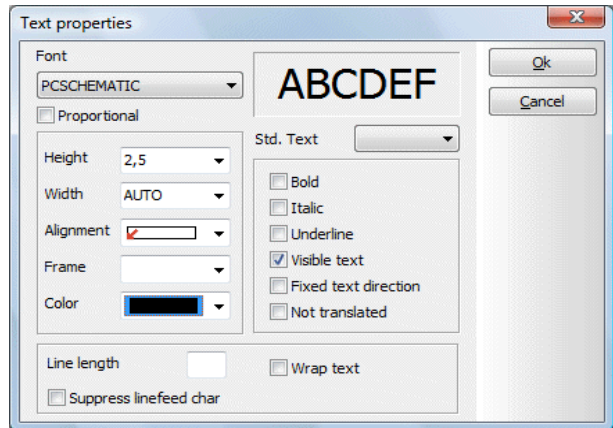 Text properties
Font
PCSCHEMATIC
Proportional
ABCDEF
Std. Text
Height 2,5
Width AUTO
Alignment
Frame
Color
Bold
Italic
Underline
Visible text
Fixed text direction
Not translated
Line length
Wrap text
Suppress linefeed char
Ok
Cancel